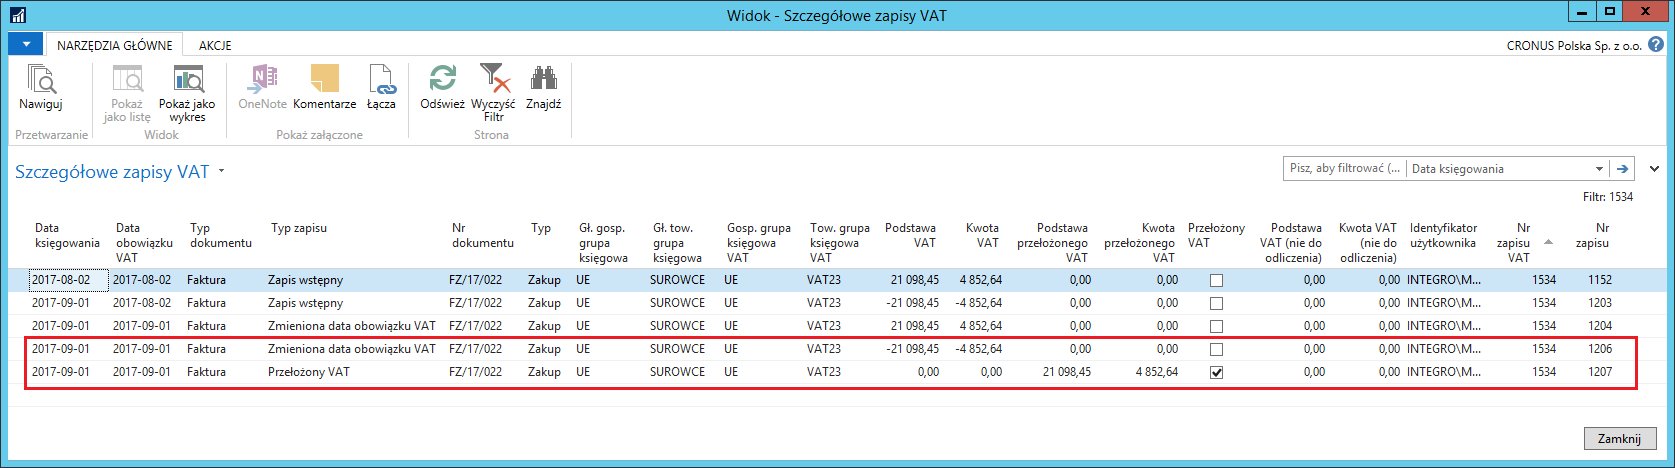 Widok - Szczegółowe zapisy VAT
NARZĘDZIA GŁÓWNE AKCJE CRONUS Polska Sp. z o.o.
Nawiguj
Pokaż jako listę
Pokaż jako wykres
OneNote
Komentarze
Łącza
Odśwież
Wyczyść Filtr
Znajdź
Przetwarzanie Widok Pokaż załączone Strona
Szczegółowe zapisy VAT
Pisz, aby filtrować (... Data księgowania
Filtr: 1534
Data księgowania Data obowiązku VAT Typ dokumentu Typ zapisu Nr dokumentu Typ Gł. gosp. grupa księgowa Gł. tow. grupa księgowa Gosp. grupa księgowa VAT Tow. grupa księgowa VAT Podstawa VAT Kwota VAT Podstawa przełożonego VAT Kwota przełożonego VAT Przełożony VAT Podstawa VAT (nie do odliczenia) Kwota VAT (nie do odliczenia) Identyfikator użytkownika Nr zapisu VAT Nr zapisu
2017-08-02 2017-08-02 Faktura Zapis wstępny FZ/17/022 Zakup UE SUROWCE UE VAT23 21 098,45 4 852,64 0,00 0,00 0,00 0,00 INTEGRO\M... 1534 1152
2017-09-01 2017-08-02 Faktura Zapis wstępny FZ/17/022 Zakup UE SUROWCE UE VAT23 -21 098,45 -4 852,64 0,00 0,00 0,00 0,00 INTEGRO\M... 1534 1203
2017-09-01 2017-09-01 Faktura Zmieniona data obowiązku VAT FZ/17/022 Zakup UE SUROWCE UE VAT23 21 098,45 4 852,64 0,00 0,00 0,00 0,00 INTEGRO\M... 1534 1204
2017-09-01 2017-09-01 Faktura Zmieniona data obowiązku VAT FZ/17/022 Zakup UE SUROWCE UE VAT23 -21 098,45 -4 852,64 0,00 0,00 0,00 0,00 INTEGRO\M... 1534 1206
2017-09-01 2017-09-01 Faktura Przełożony VAT FZ/17/022 Zakup UE SUROWCE UE VAT23 0,00 0,00 21 098,45 4 852,64 0,00 0,00 INTEGRO\M... 1534 1207
Zamknij